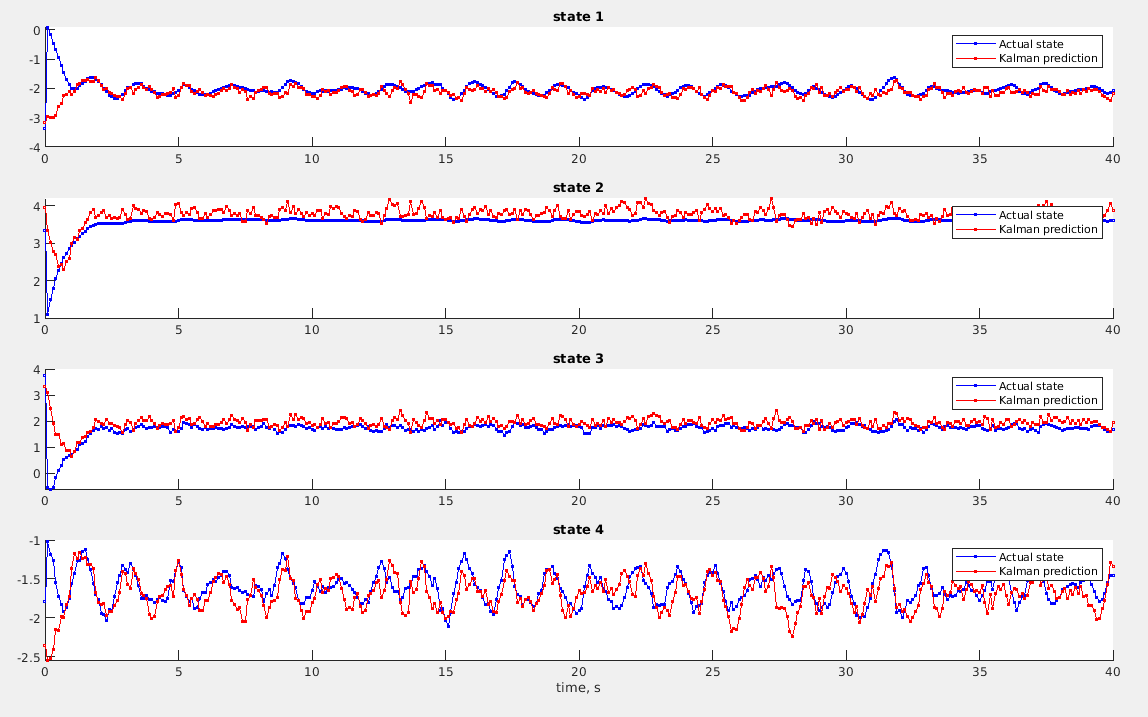 state 1
0
-1
-2
-3
-4
Actual state
Kalman prediction
0 5 10 15 20 25 30 35 40
state 2
4
3
2
1
Actual state
Kalman prediction
0 5 10 15 20 25 30 35 40
state 3
4
3
2
1
0
Actual state
Kalman prediction
0 5 10 15 20 25 30 35 40
state 4
-1
-1.5
-2
-2.5
Actual state
Kalman prediction
0 5 10 15 20 25 30 35 40
time, s